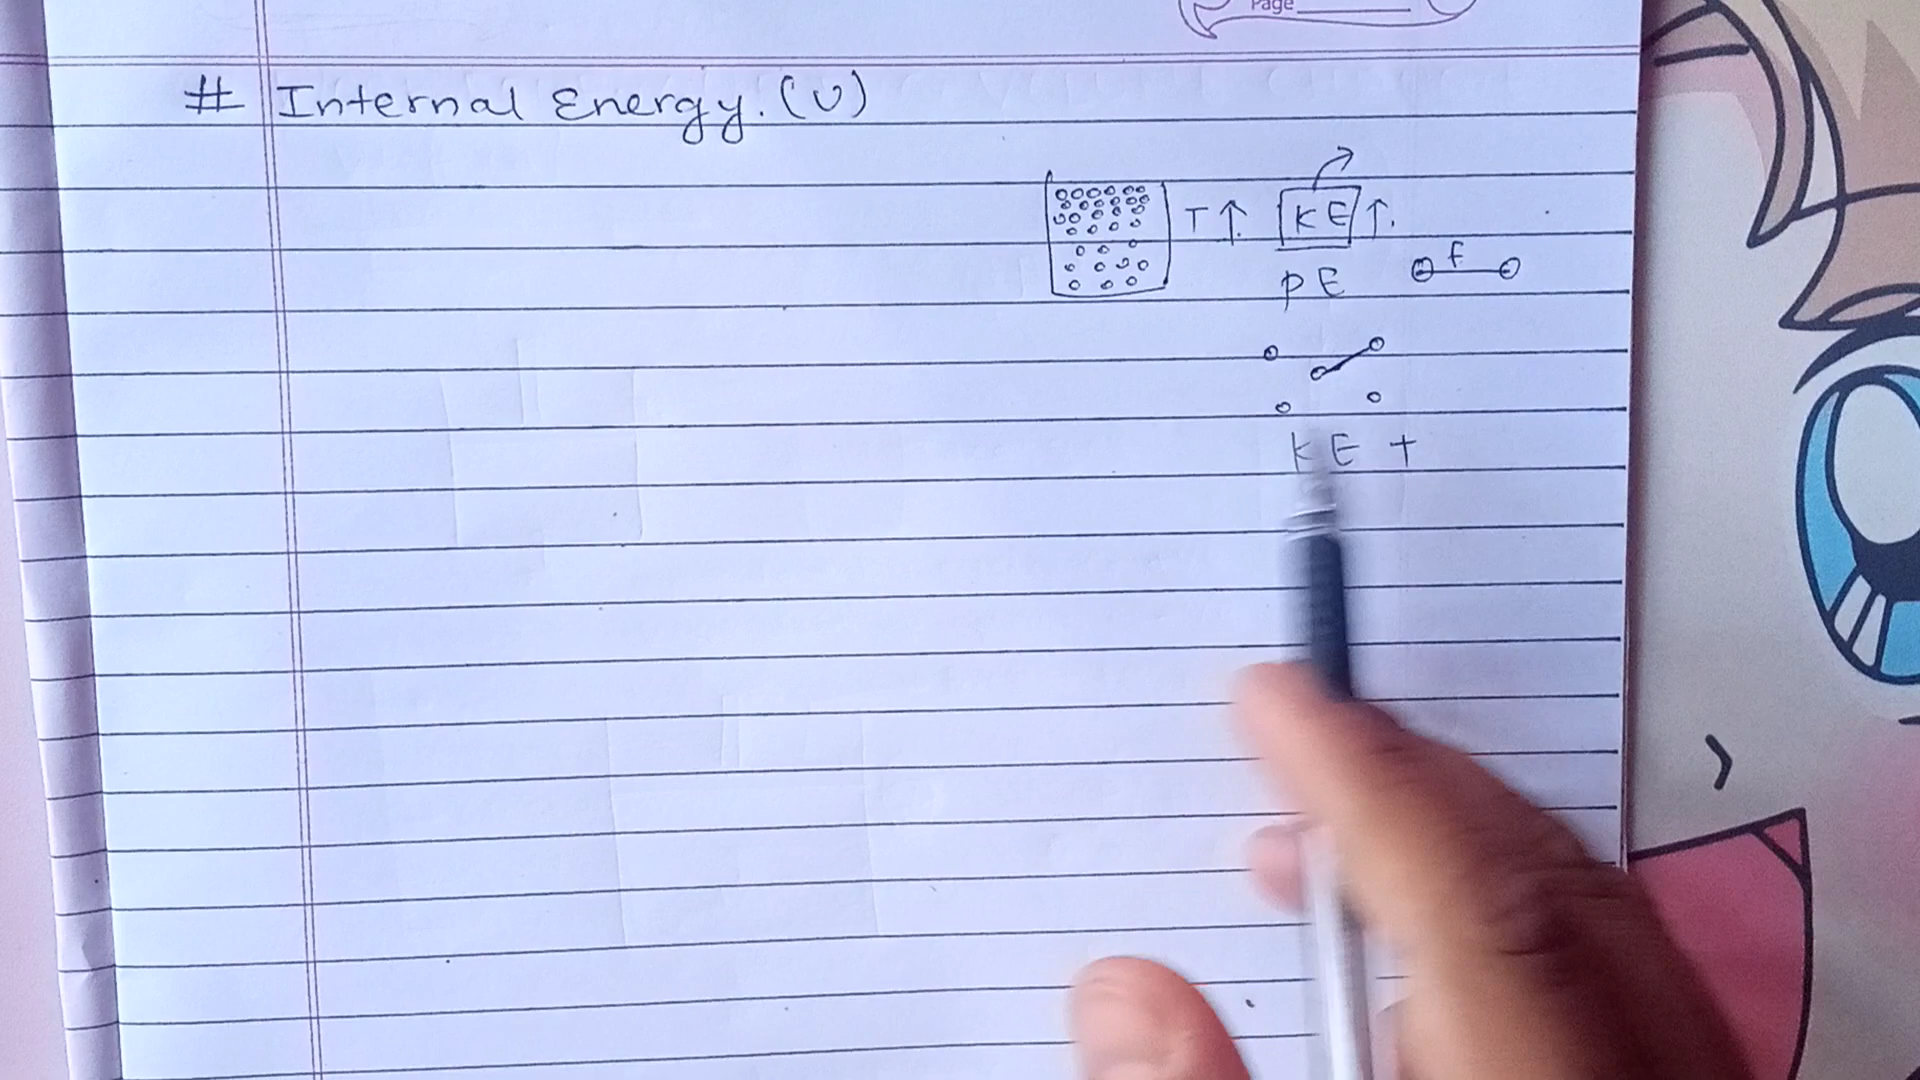 Page
# Internal Energy. (U)
T↑ KE↑.
PE f
KE +